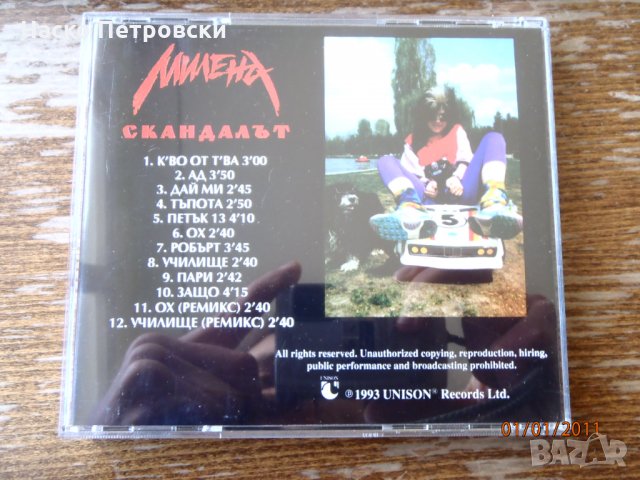 Наско Петровски
МИЛЕНА
СКАНДАЛЪТ
1. К'ВО ОТ Т'ВА 3'00
2. АД 3'50
3. ДАЙ МИ 2'45
4. ТЪПОТА 2'50
5. ПЕТЪК 13 4'10
6. ОХ 2'40
7. РОБЪРТ 3'45
8. УЧИЛИЩЕ 2'40
9. ПАРИ 2'42
10. ЗАЩО 4'15
11. ОХ (РЕМИКС) 2'40
12. УЧИЛИЩЕ (РЕМИКС) 2'40
5
All rights reserved. Unauthorized copying, reproduction, hiring,
public performance and broadcasting prohibited.
UNISON
℗ 1993 UNISON® Records Ltd.
01/01/2011
BAZAR